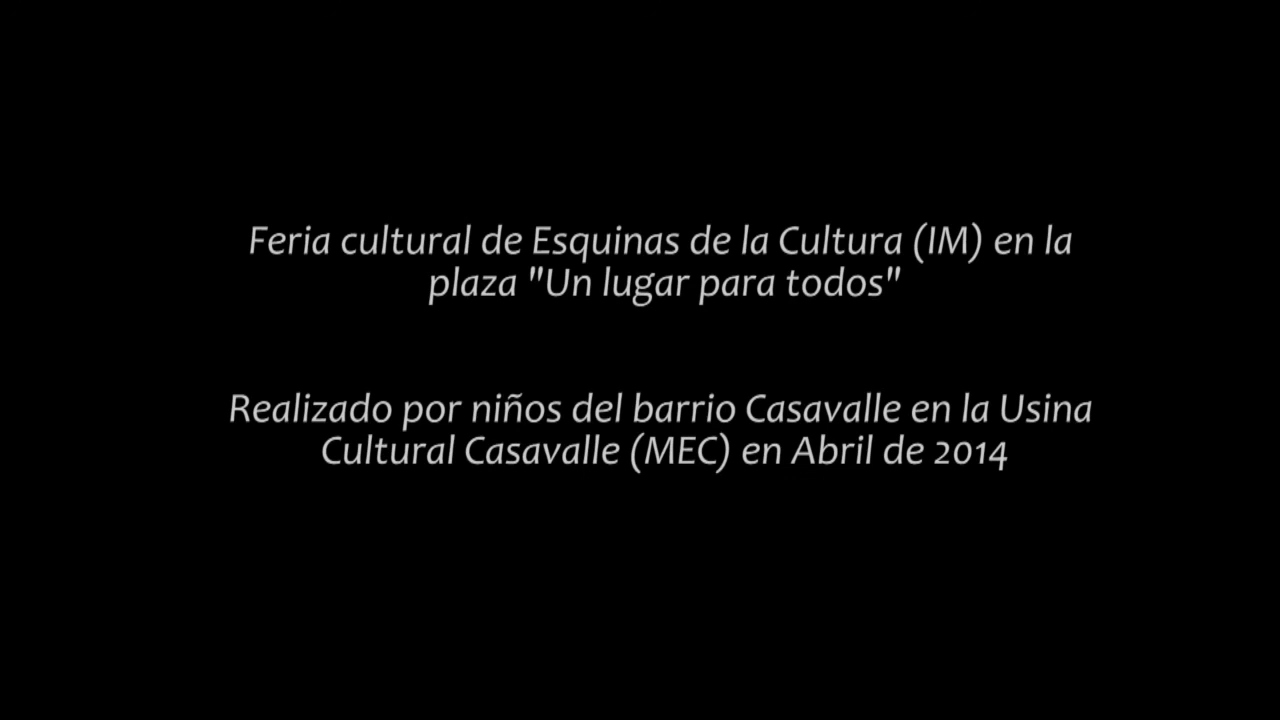 Feria cultural de Esquinas de la Cultura (IM) en la
plaza "Un lugar para todos"
Realizado por niños del barrio Casavalle en la Usina
Cultural Casavalle (MEC) en Abril de 2014